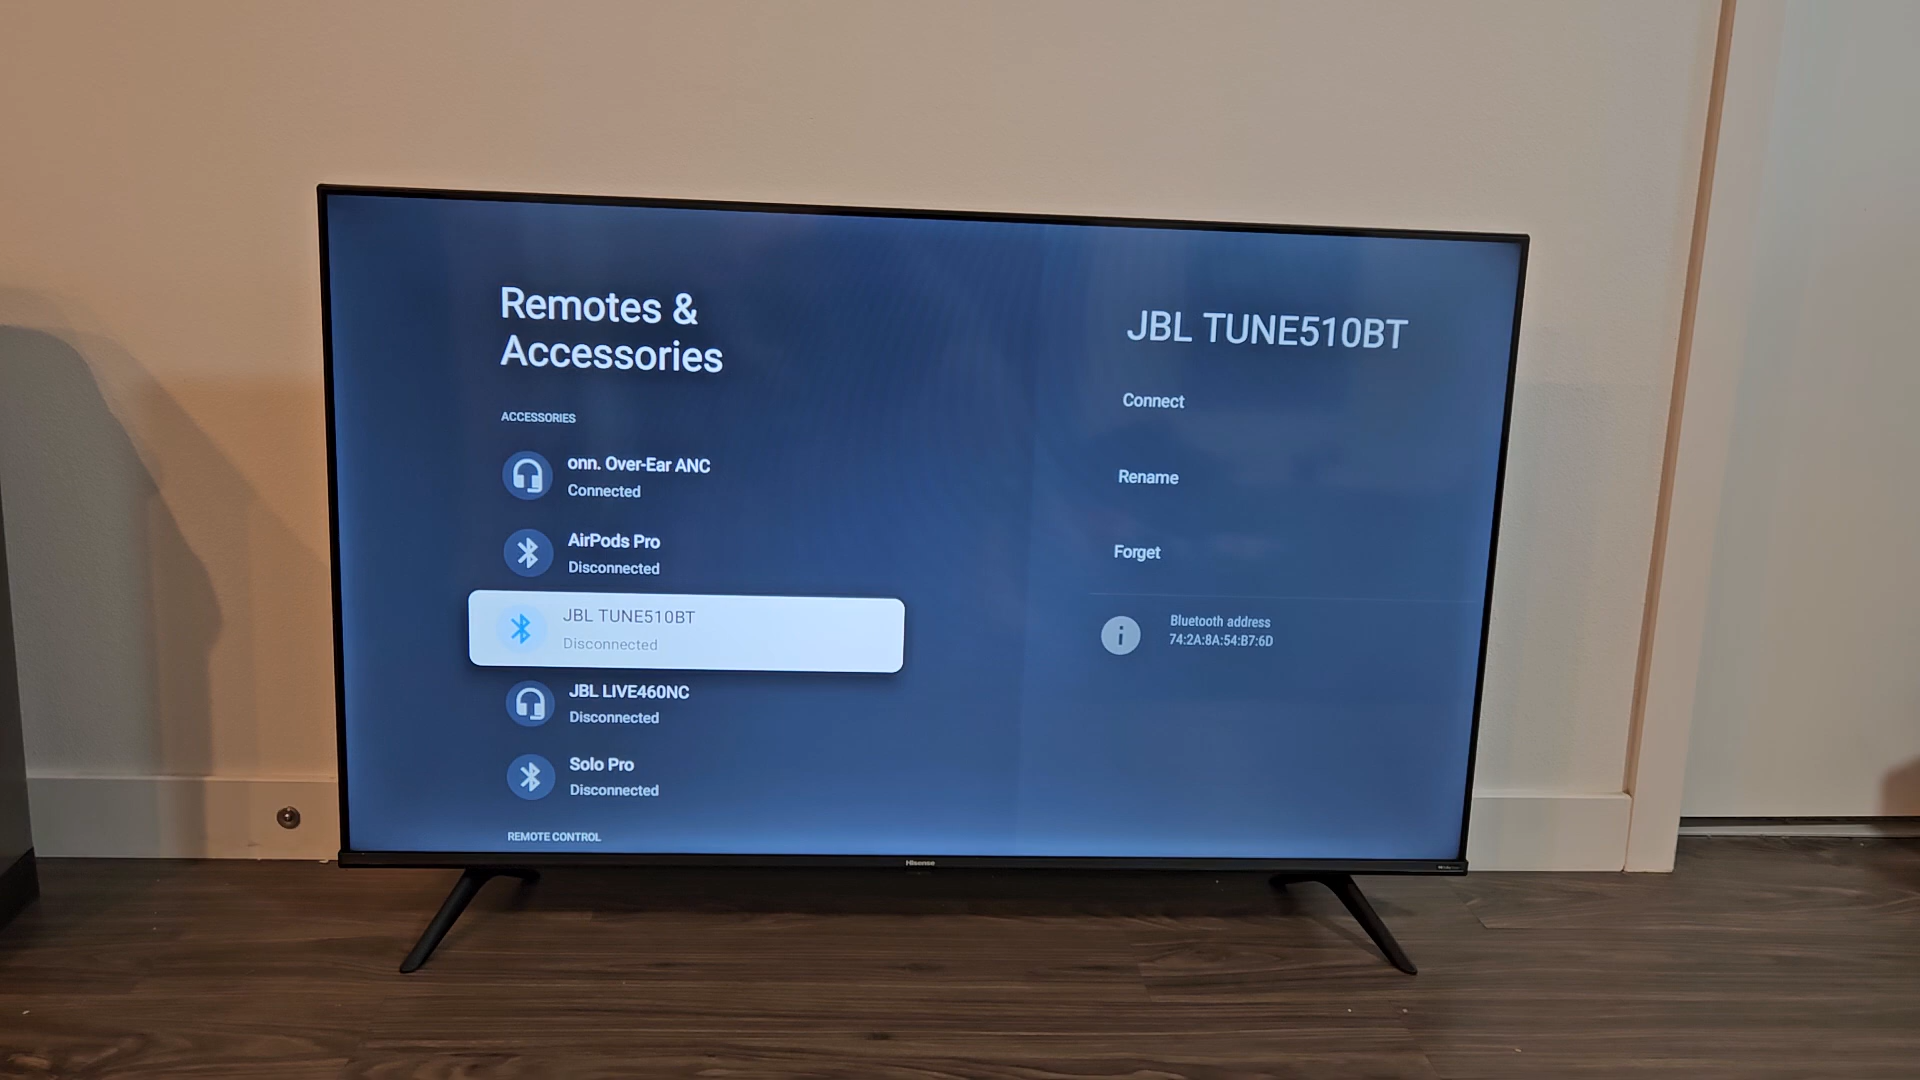 Remotes &
Accessories
ACCESSORIES
onn. Over-Ear ANC
Connected
AirPods Pro
Disconnected
JBL TUNE510BT
Disconnected
JBL LIVE460NC
Disconnected
Solo Pro
Disconnected
REMOTE CONTROL
JBL TUNE510BT
Connect
Rename
Forget
Bluetooth address
74:2A:8A:54:B7:6D
Hisense